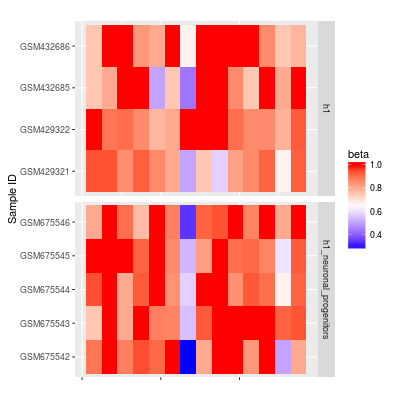 GSM432686
GSM432685
GSM429322
GSM429321
h1
GSM675546
GSM675545
GSM675544
GSM675543
GSM675542
h1_neuronal_progenitors
Sample ID
beta
1.0
0.8
0.6
0.4